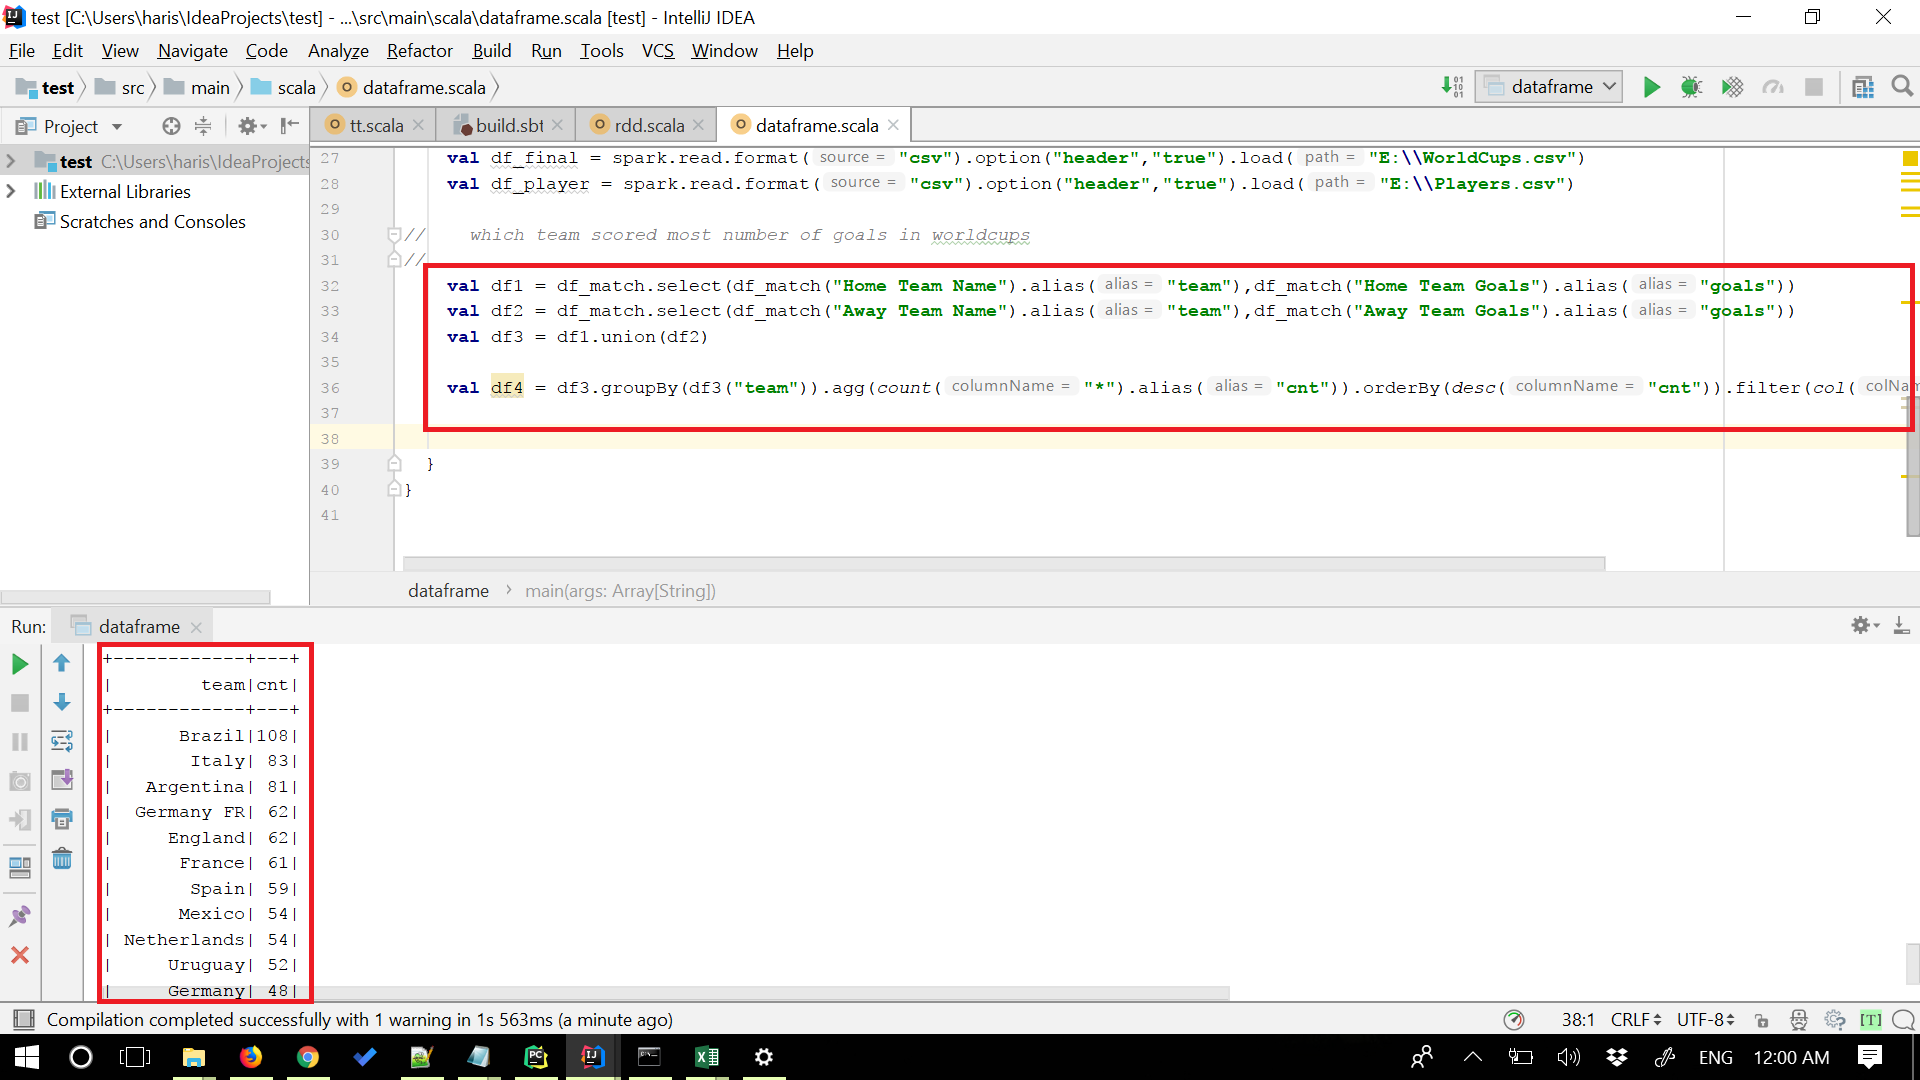 test [C:\Users\haris\IdeaProjects\test] - ...\src\main\scala\dataframe.scala [test] - IntelliJ IDEA
File Edit View Navigate Code Analyze Refactor Build Run Tools VCS Window Help
test src main scala dataframe.scala dataframe
Project tt.scala build.sbt rdd.scala dataframe.scala
test C:\Users\haris\IdeaProjects
External Libraries
Scratches and Consoles
27 val df_final = spark.read.format( source = "csv").option("header","true").load( path = "E:\\WorldCups.csv")
28 val df_player = spark.read.format( source = "csv").option("header","true").load( path = "E:\\Players.csv")
29
30 // which team scored most number of goals in worldcups
31 //
32 val df1 = df_match.select(df_match("Home Team Name").alias( alias = "team"),df_match("Home Team Goals").alias( alias = "goals"))
33 val df2 = df_match.select(df_match("Away Team Name").alias( alias = "team"),df_match("Away Team Goals").alias( alias = "goals"))
34 val df3 = df1.union(df2)
35
36 val df4 = df3.groupBy(df3("team")).agg(count( columnName = "*").alias( alias = "cnt")).orderBy(desc( columnName = "cnt")).filter(col( colNam
37
38
39 }
40 }
41
dataframe › main(args: Array[String])
Run: dataframe
+------------+---+
| team|cnt|
+------------+---+
| Brazil|108|
| Italy| 83|
| Argentina| 81|
| Germany FR| 62|
| England| 62|
| France| 61|
| Spain| 59|
| Mexico| 54|
| Netherlands| 54|
| Uruguay| 52|
| Germany| 48|
Compilation completed successfully with 1 warning in 1s 563ms (a minute ago) 38:1 CRLF UTF-8 [T]
ENG 12:00 AM